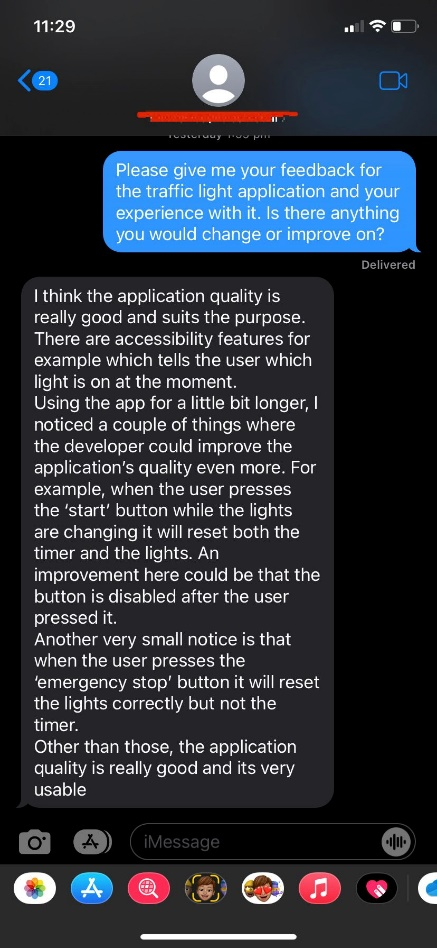 11:29
21
Yesterday 1:55 pm
Please give me your feedback for
the traffic light application and your
experience with it. Is there anything
you would change or improve on?
Delivered
I think the application quality is
really good and suits the purpose.
There are accessibility features for
example which tells the user which
light is on at the moment.
Using the app for a little bit longer, I
noticed a couple of things where
the developer could improve the
application's quality even more. For
example, when the user presses
the ‘start’ button while the lights
are changing it will reset both the
timer and the lights. An
improvement here could be that the
button is disabled after the user
pressed it.
Another very small notice is that
when the user presses the
‘emergency stop’ button it will reset
the lights correctly but not the
timer.
Other than those, the application
quality is really good and its very
usable
iMessage